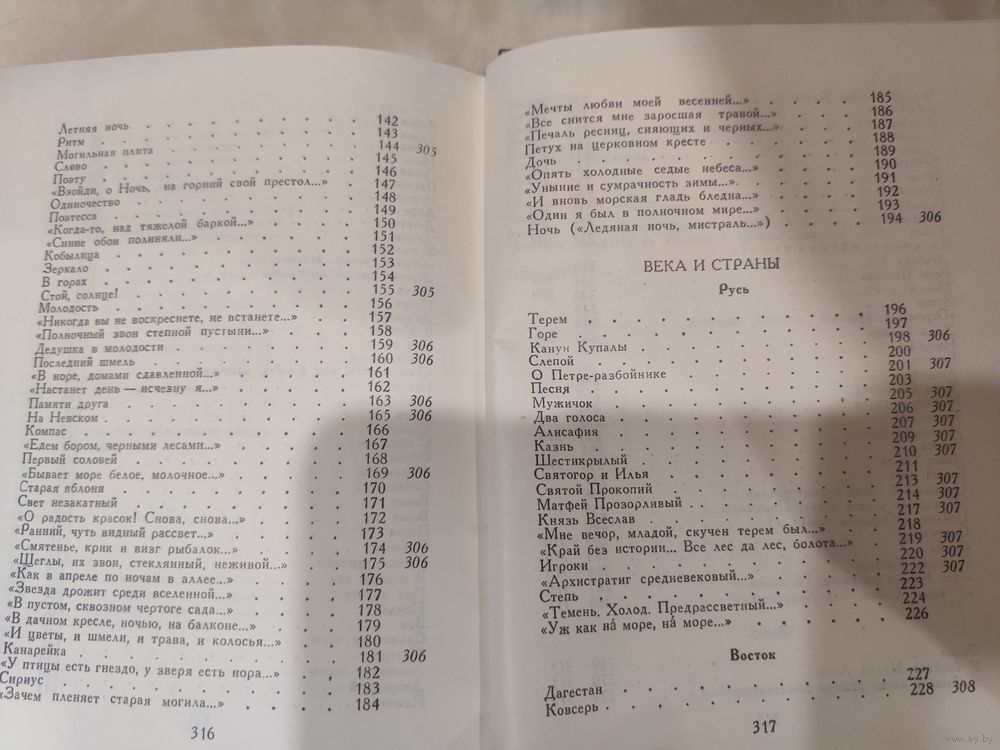 Летняя ночь . . . . . . 142
Ритм . . . . . . 143
Могильная плита . . . . . . 144 305
Слово . . . . . . 145
Поэту . . . . . . 146
«Взойди, о Ночь, на горний свой престол...» . . 147
Одиночество . . . . . . 148
Поэтесса . . . . . . 149
«Когда-то, над тяжелой баркой...» . . . . 150
«Синие обои полиняли...» . . . . 151
Кобылица . . . . . . 152
Зеркало . . . . . . 153
В горах . . . . . . 154
Стой, солнце! . . . . . . 155 305
Молодость . . . . . . 156
«Никогда вы не воскреснете, не встанете...» . . 157
«Полночный звон степной пустыни...» . . . 158
Дедушка в молодости . . . . . . 159 306
Последний шмель . . . . . . 160 306
«В норе, домами сдавленной...» . . . . 161
«Настанет день — исчезну я...» . . . . 162
Памяти друга . . . . . . 163 306
На Невском . . . . . . 165 306
Компас . . . . . . 166
«Едем бором, черными лесами...» . . . . 167
Первый соловей . . . . . . 168
«Бывает море белое, молочное...» . . . . 169 306
Старая яблоня . . . . . . 170
Свет незакатный . . . . . . 171
«О радость красок! Снова, снова...» . . . 172
«Ранний, чуть видный рассвет...» . . . . 173
«Смятенье, крик и визг рыбалок...» . . . . 174 306
«Щеглы, их звон, стеклянный, неживой...» . . 175 306
«Как в апреле по ночам в аллее...» . . . . 176
«Звезда дрожит среди вселенной...» . . . . 177
«В пустом, сквозном чертоге сада...» . . . . 178
«В дачном кресле, ночью, на балконе...» . . . 179
«И цветы, и шмели, и трава, и колосья...» . . 180
Канарейка . . . . . . 181 306
«У птицы есть гнездо, у зверя есть нора...» . . 182
Сириус . . . . . . 183
«Зачем пленяет старая могила...» . . . . 184
316
«Мечты любви моей весенней...» . . . . 185
«Все снится мне заросшая травой...» . . . 186
«Печаль ресниц, сияющих и черных...» . . . 187
Петух на церковном кресте . . . . 188
Дочь . . . . . . 189
«Опять холодные седые небеса...» . . . . 190
«Уныние и сумрачность зимы...» . . . . 191
«И вновь морская гладь бледна...» . . . . 192
«Один я был в полночном мире...» . . . . 193
Ночь («Ледяная ночь, мистраль...») . . . . 194 306
ВЕКА И СТРАНЫ
Русь
Терем . . . . . . 196
Горе . . . . . . 197
Канун Купалы . . . . . . 198 306
Слепой . . . . . . 200
О Петре-разбойнике . . . . . . 201 307
Песня . . . . . . 203
Мужичок . . . . . . 205 307
Два голоса . . . . . . 206 307
Алисафия . . . . . . 207 307
Казнь . . . . . . 209 307
Шестикрылый . . . . . . 210 307
Святогор и Илья . . . . . . 211
Святой Прокопий . . . . . . 213 307
Матфей Прозорливый . . . . . . 214 307
Князь Всеслав . . . . . . 217 307
«Мне вечор, младой, скучен терем был...» . . 218
«Край без истории... Все лес да лес, болота...» . 219 307
Игроки . . . . . . 220 307
«Архистратиг средневековый...» . . . . 222 307
Степь . . . . . . 223
«Темень. Холод. Предрассветный...» . . . . 224
«Уж как на́ море, на́ море...» . . . . . 226
Восток
Дагестан . . . . . . 227
Ковсерь . . . . . . 228 308
317
www.ay.by